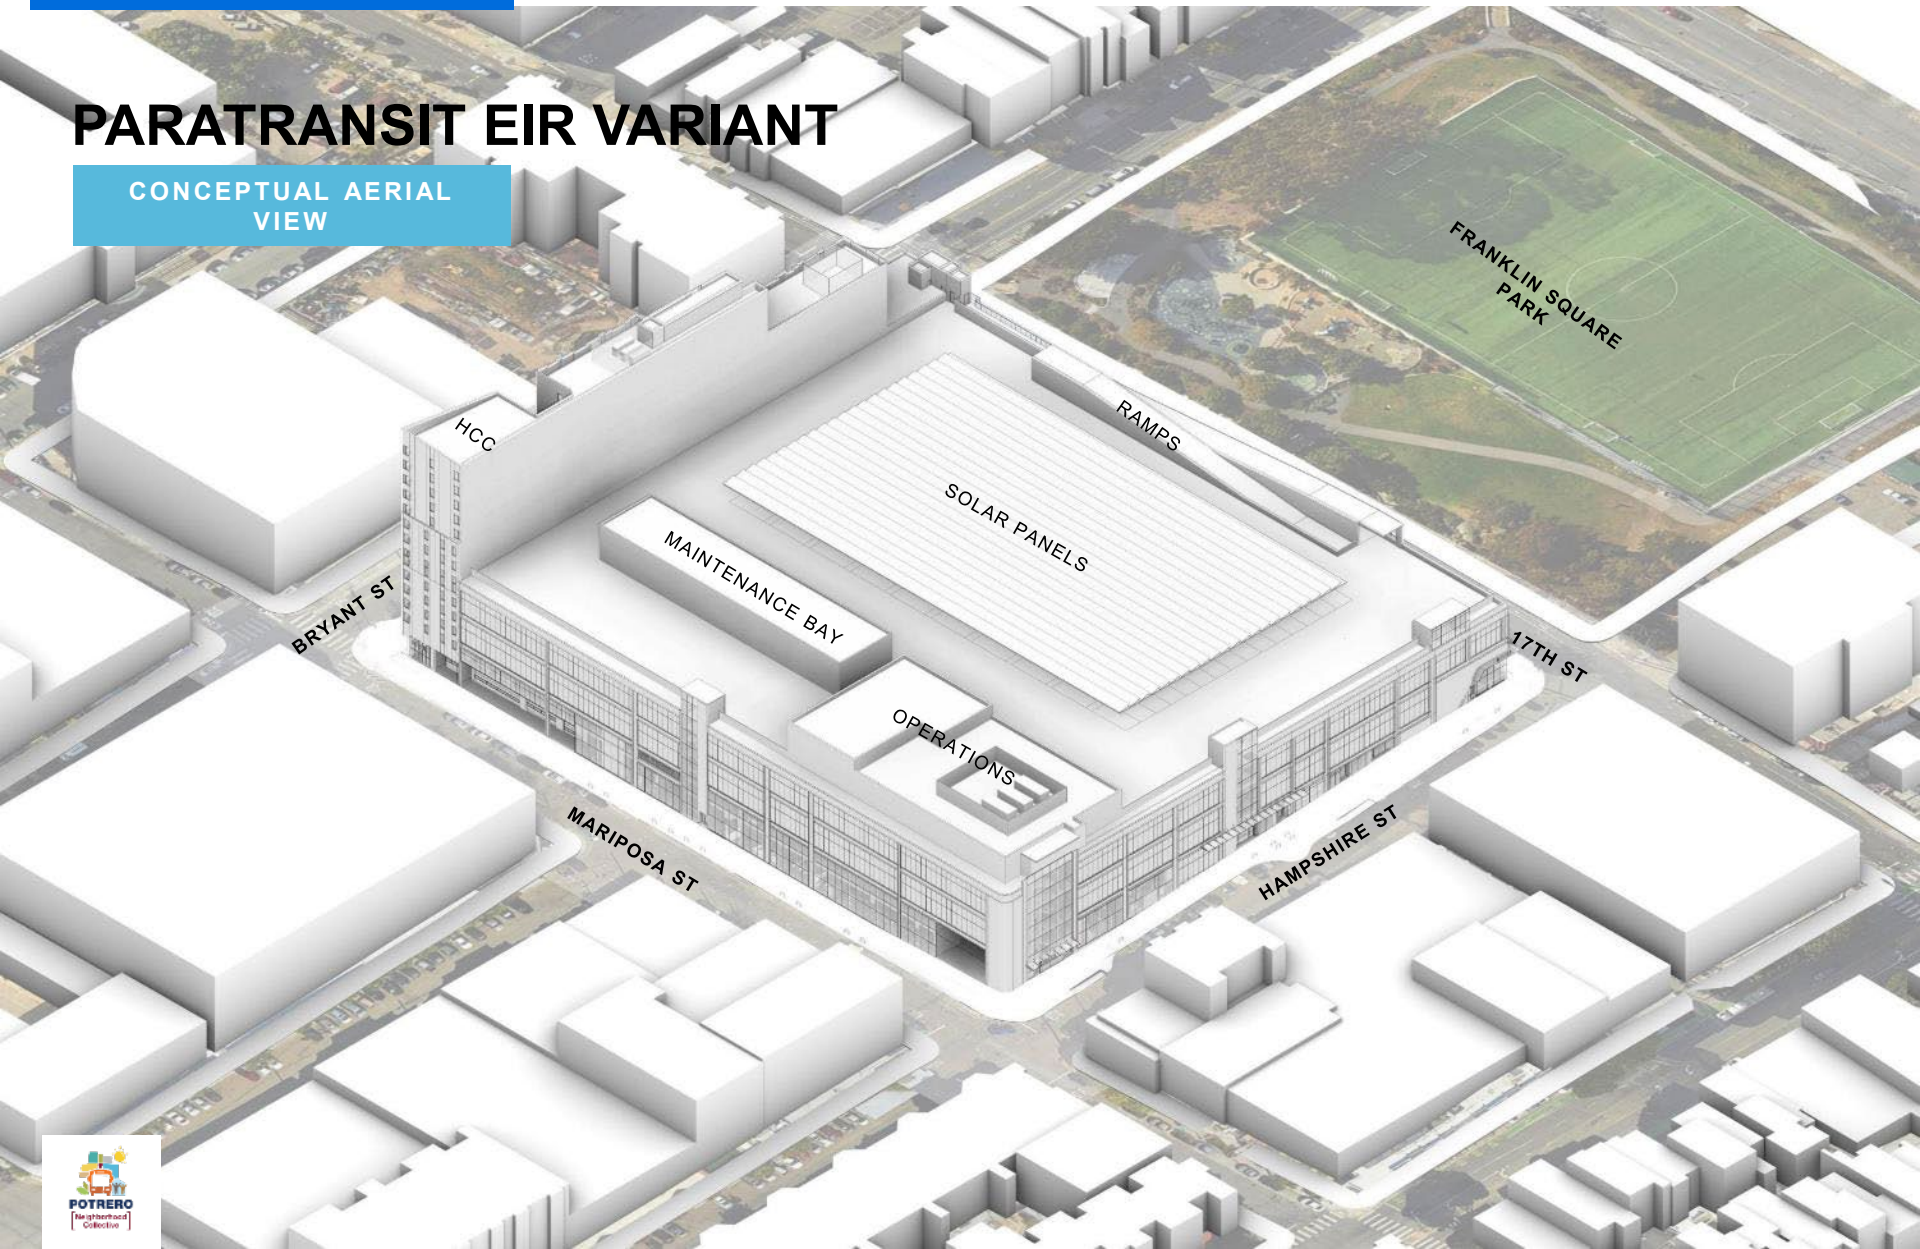 PARATRANSIT EIR VARIANT
CONCEPTUAL AERIAL
VIEW
FRANKLIN SQUARE
PARK
HCC
RAMPS
SOLAR PANELS
MAINTENANCE BAY
BRYANT ST
17TH ST
OPERATIONS
MARIPOSA ST
HAMPSHIRE ST
POTRERO
Neighborhood
Collective